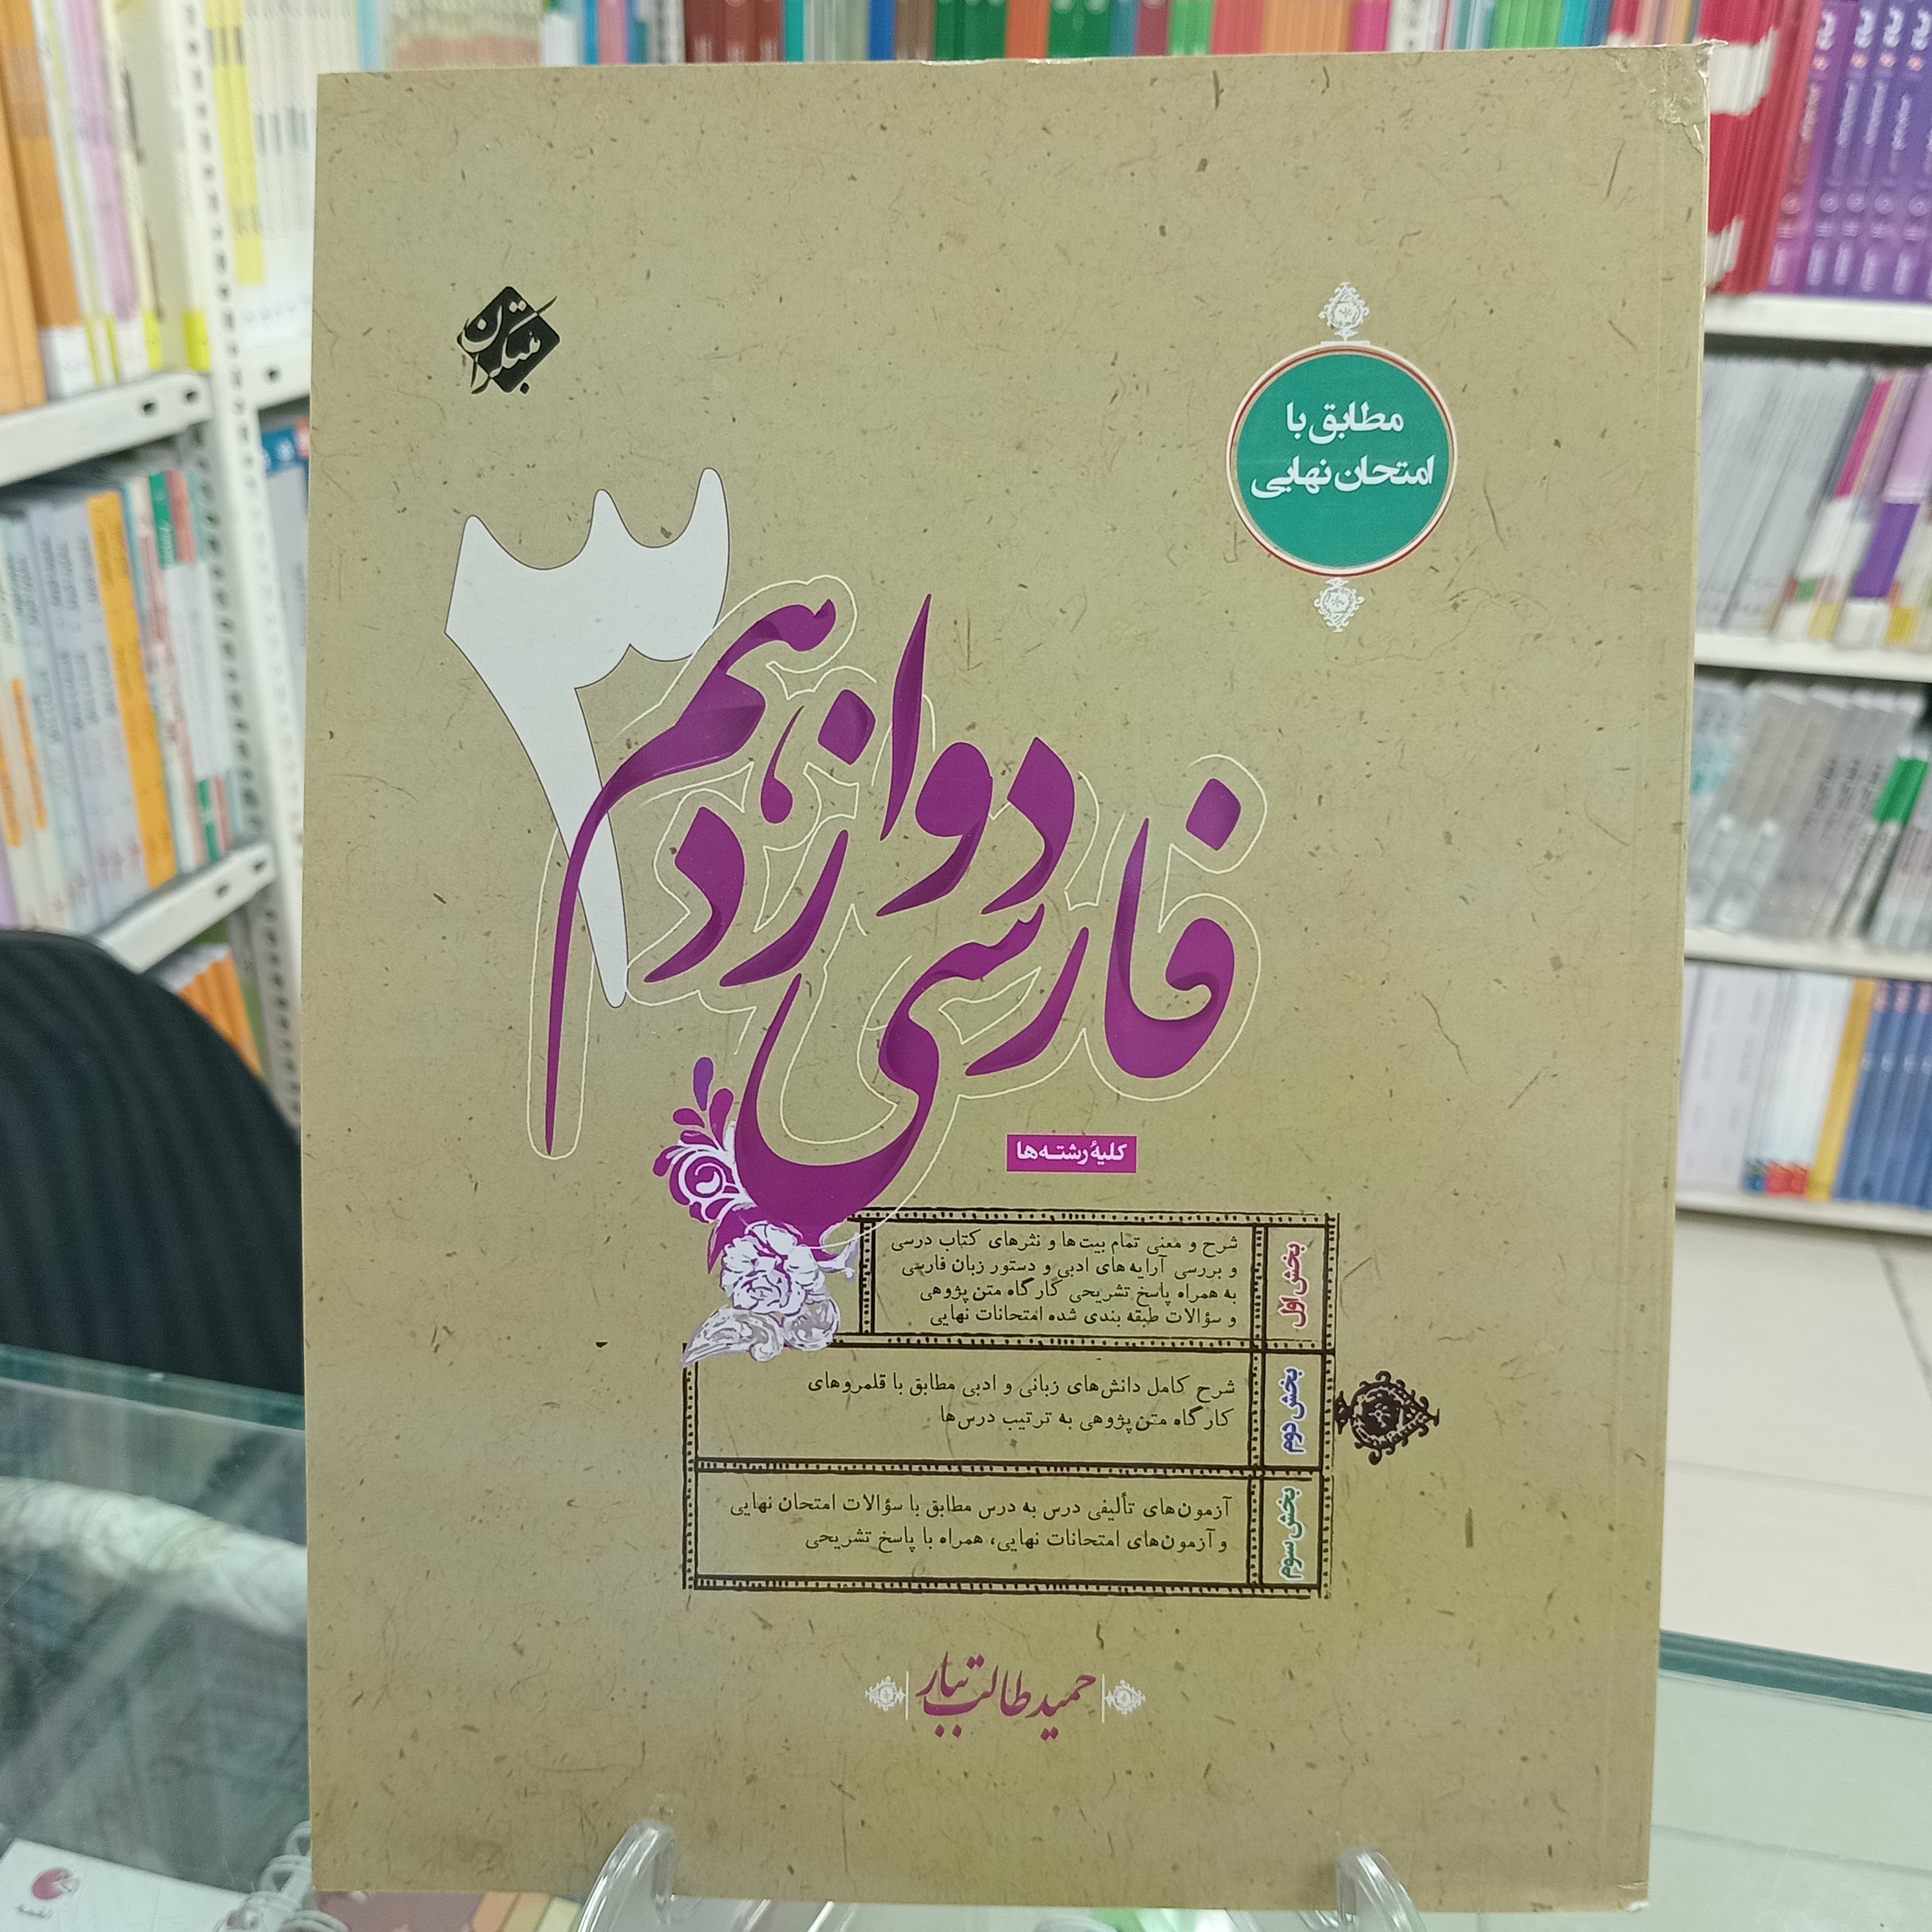 مبتکران
مطابق با
امتحان نهایی
۳
فارسی دوازدهم
کلیهٔ رشته‌ها
بخش اول
شرح و معنی تمام بیت‌ها و نثرهای کتاب درسی
و بررسی آرایه‌های ادبی و دستور زبان فارسی
به همراه پاسخ تشریحی کارگاه متن پژوهی
و سؤالات طبقه بندی شده امتحانات نهایی
بخش دوم
شرح کامل دانش‌های زبانی و ادبی مطابق با قلمروهای
کارگاه متن پژوهی به ترتیب درس‌ها
بخش سوم
آزمون‌های تألیفی درس به درس مطابق با سؤالات امتحان نهایی
و آزمون‌های امتحانات نهایی، همراه با پاسخ تشریحی
حمید طالب تبار